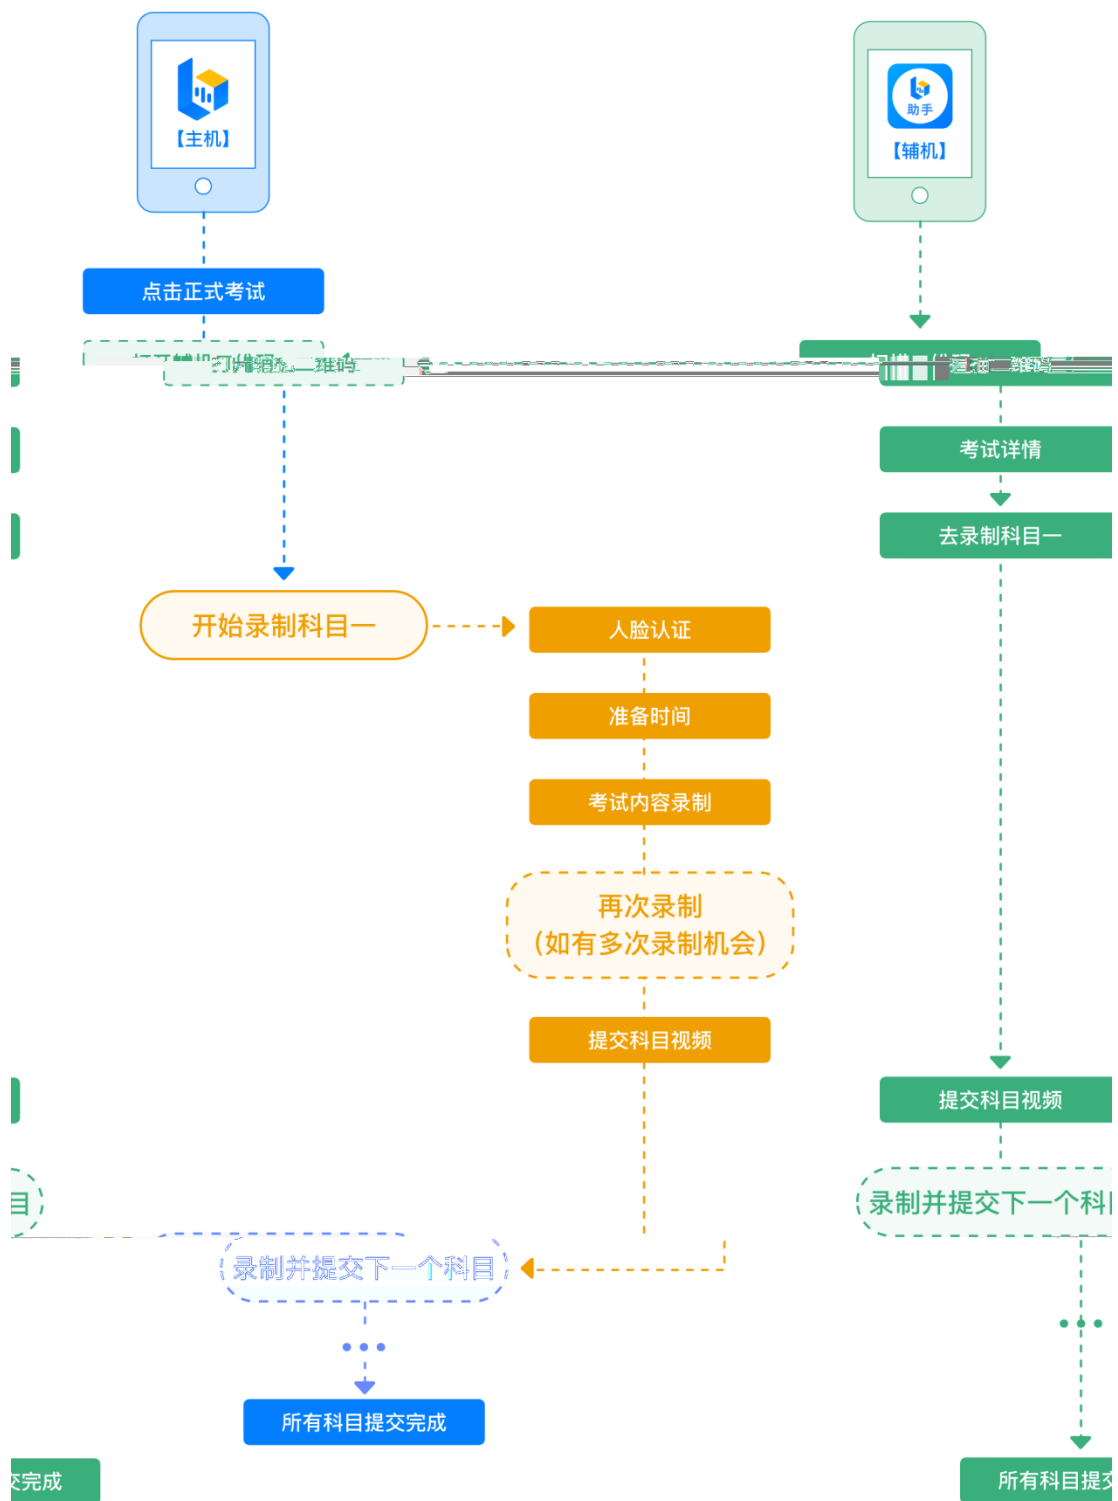 【主机】
助手
【辅机】
点击正式考试
考试详情
去录制科目一
开始录制科目一
人脸认证
准备时间
考试内容录制
再次录制
（如有多次录制机会）
提交科目视频
提交科目视频
目
录制并提交下一个科
录制并提交下一个科目
所有科目提交完成
交完成
所有科目提交